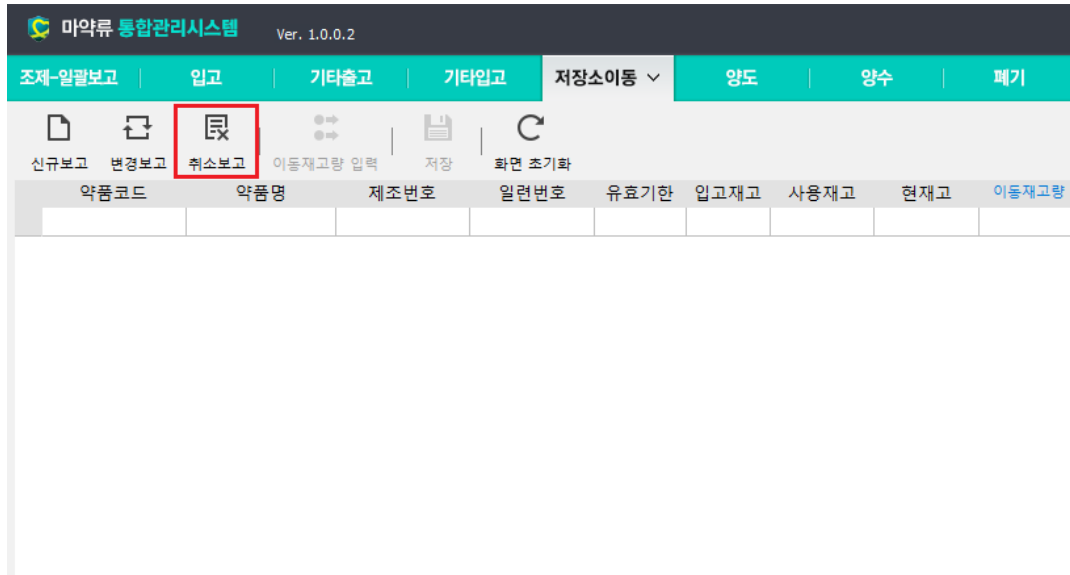 마약류 통합관리시스템 Ver. 1.0.0.2
조제-일괄보고 입고 기타출고 기타입고 저장소이동 양도 양수 폐기
신규보고 변경보고 취소보고 이동재고량 입력 저장 화면 초기화
약품코드 약품명 제조번호 일련번호 유효기한 입고재고 사용재고 현재고 이동재고량